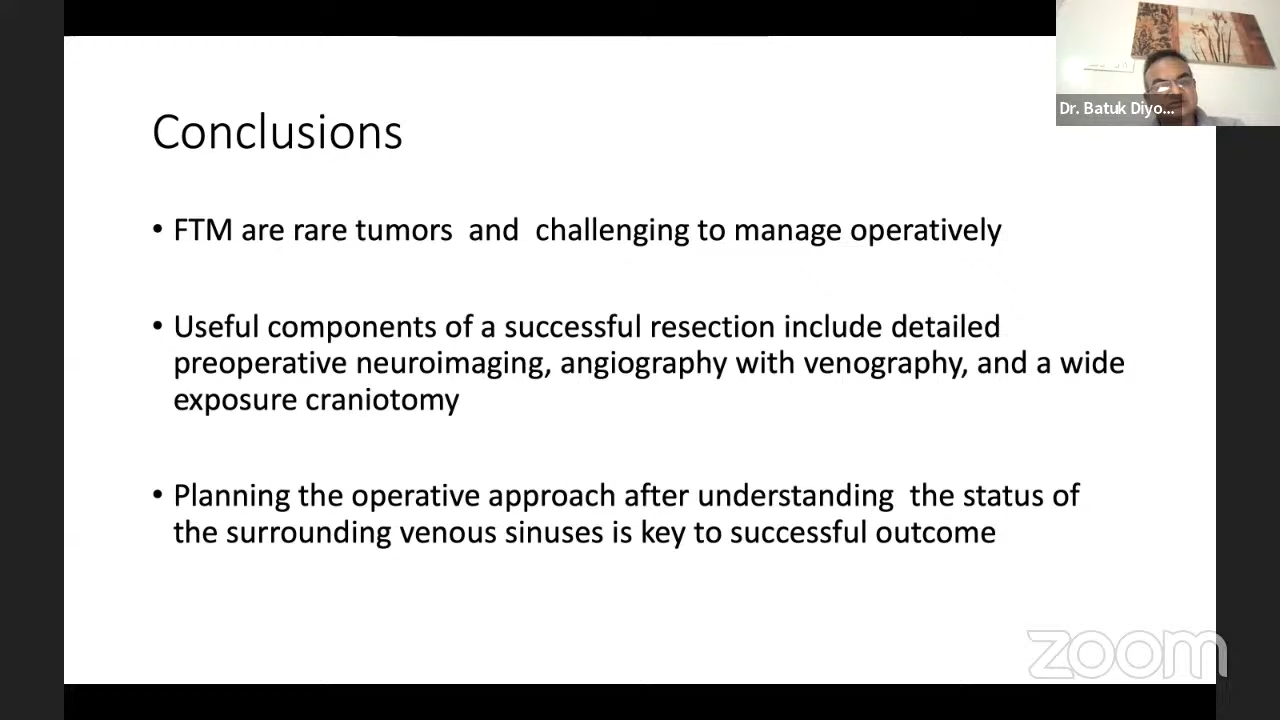 Dr. Batuk Diyo...
Conclusions
• FTM are rare tumors  and  challenging to manage operatively
• Useful components of a successful resection include detailed
preoperative neuroimaging, angiography with venography, and a wide
exposure craniotomy
• Planning the operative approach after understanding  the status of
the surrounding venous sinuses is key to successful outcome
zoom